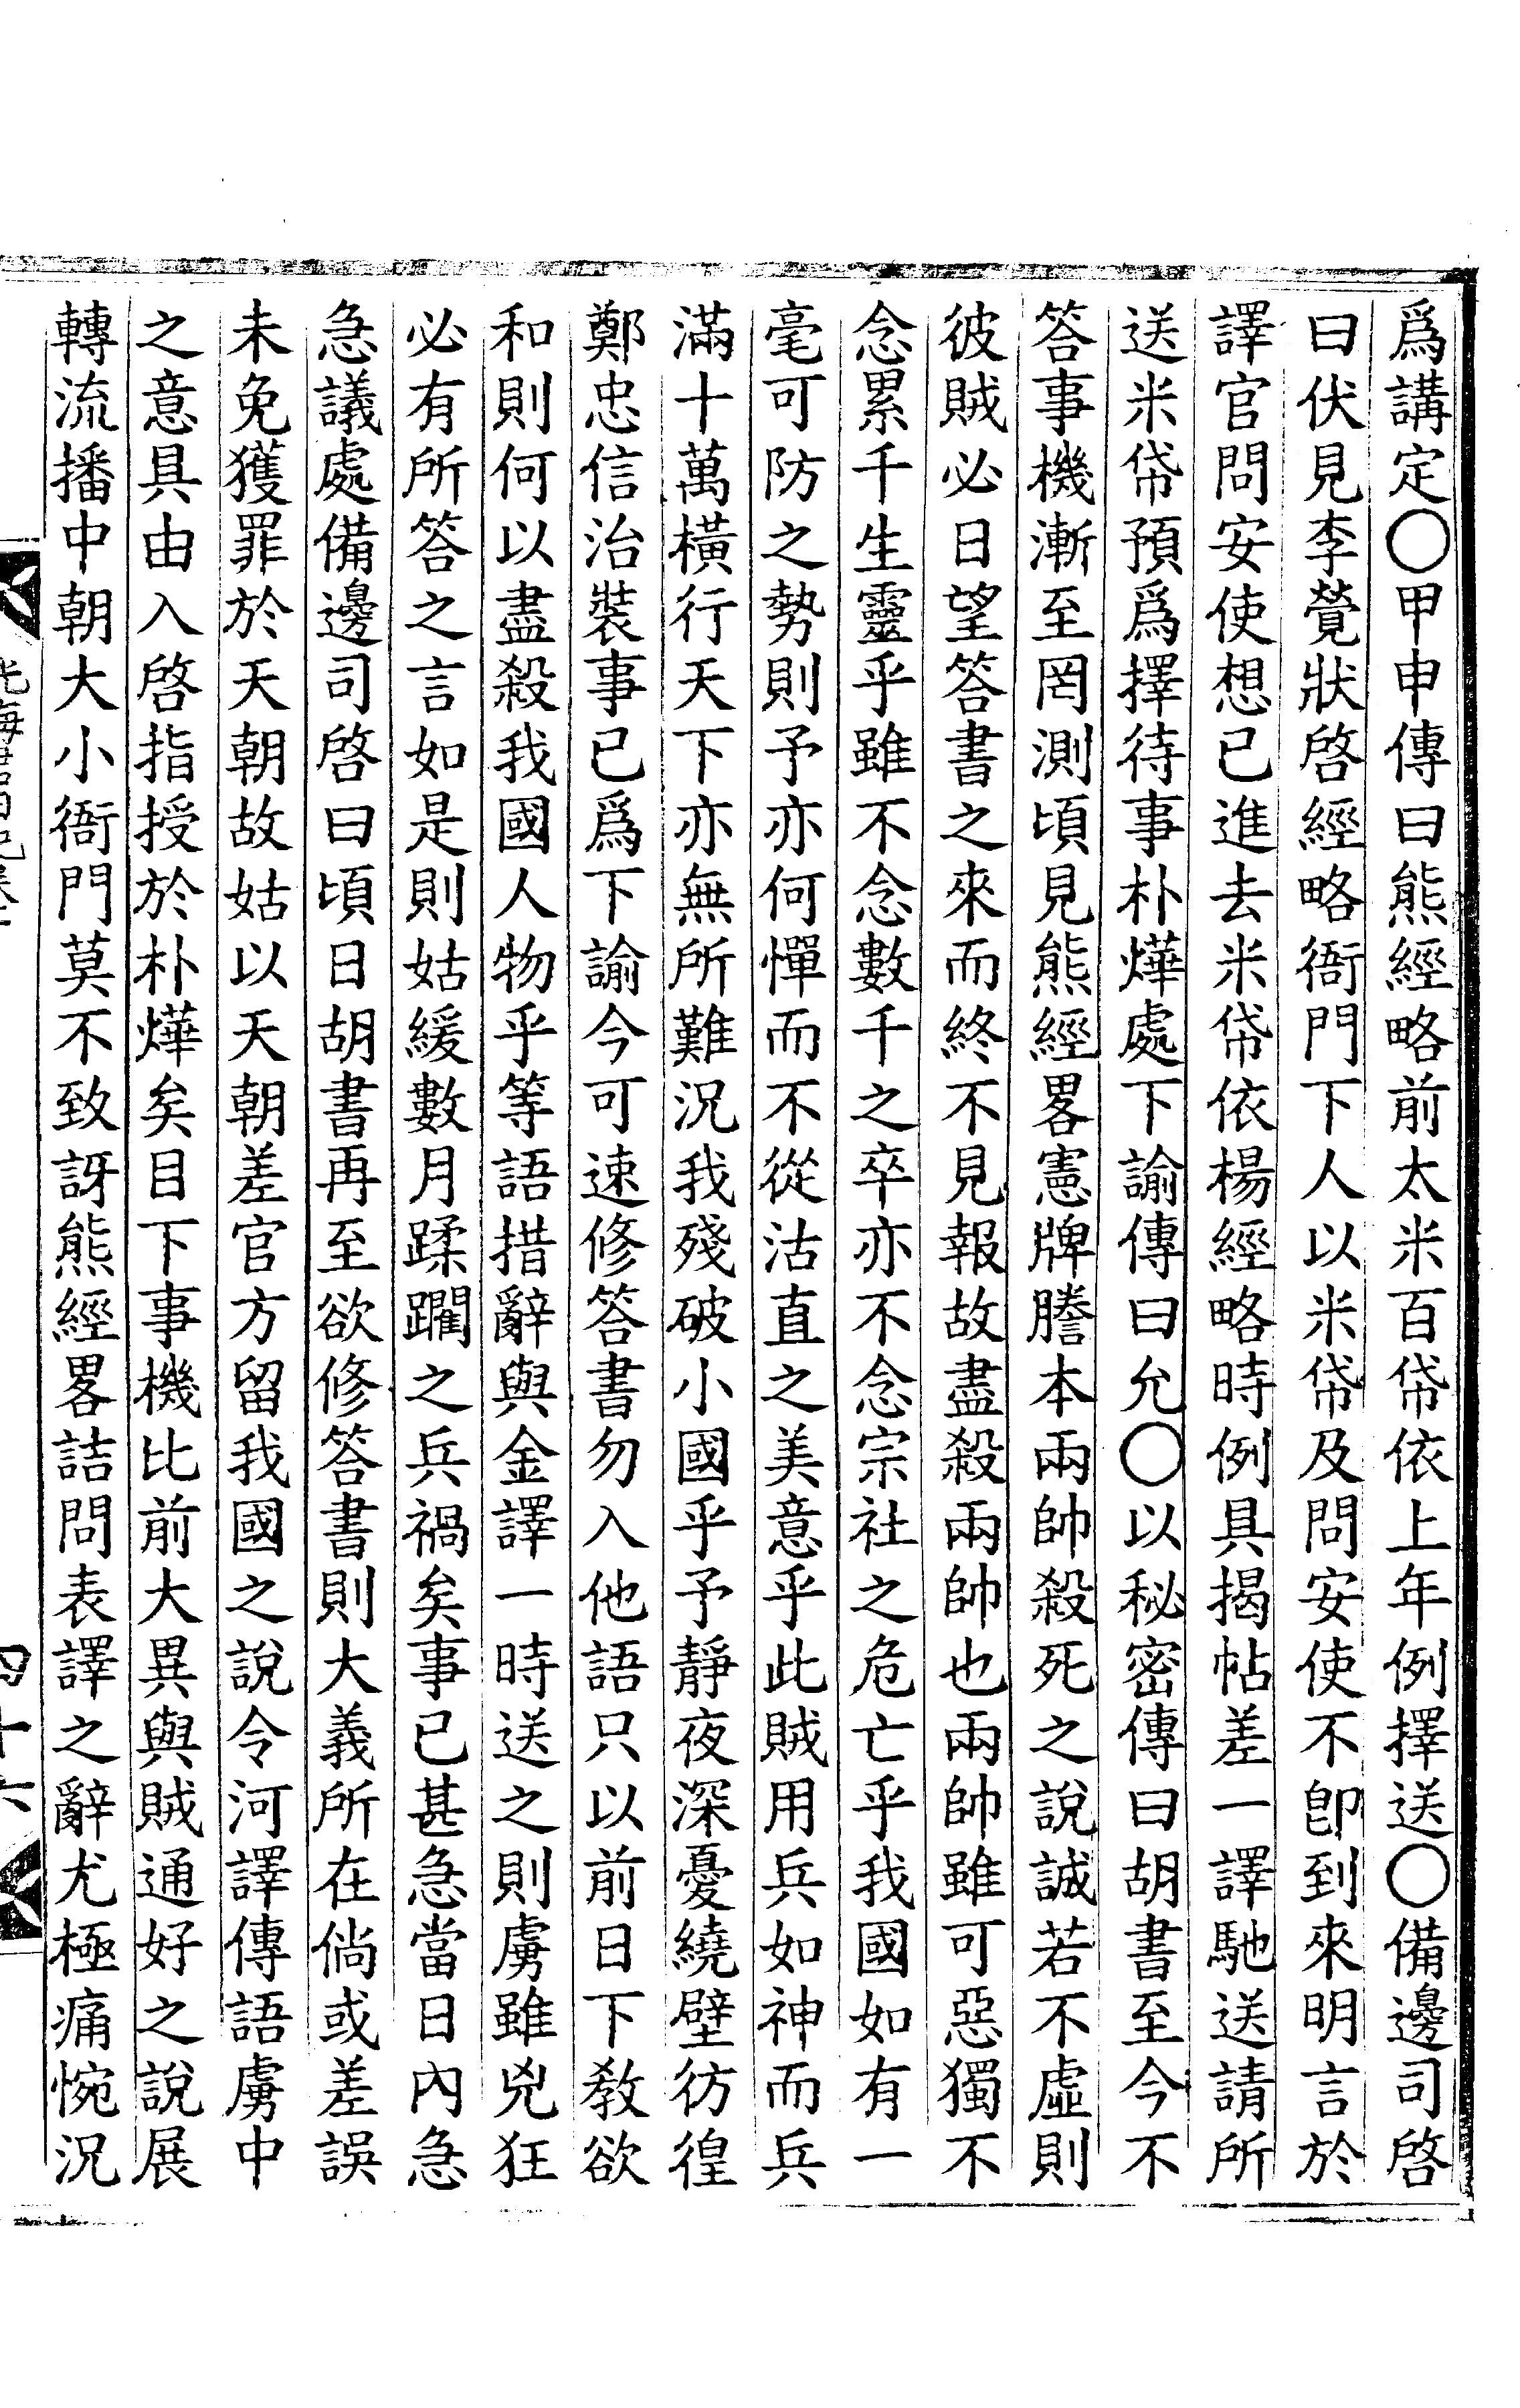 爲講定○甲申傳曰熊經略前太米百帒依上年例擇送○備邊司啓
曰伏見李覮狀啓經略衙門下人以米帒及問安使不卽到來明言於
譯官問安使想已進去米帒依楊經略時例具揭帖差一譯馳送請所
送米帒預爲擇待事朴燁處下諭傳曰允○以秘密傳曰胡書至今不
答事機漸至罔測頃見熊經畧憲牌謄本兩帥殺死之說誠若不虛則
彼賊必日望答書之來而終不見報故盡殺兩帥也兩帥雖可惡獨不
念累千生靈乎雖不念數千之卒亦不念宗社之危亡乎我國如有一
毫可防之勢則予亦何憚而不從沽直之美意乎此賊用兵如神而兵
滿十萬橫行天下亦無所難況我殘破小國乎予靜夜深憂繞壁彷徨
鄭忠信治裝事已爲下諭今可速修答書勿入他語只以前日下敎欲
和則何以盡殺我國人物乎等語措辭與金譯一時送之則虜雖兇狂
必有所答之言如是則姑緩數月蹂躙之兵禍矣事已甚急當日內急
急議處備邊司啓曰頃日胡書再至欲修答書則大義所在倘或差誤
未免獲罪於天朝故姑以天朝差官方留我國之說令河譯傳語虜中
之意具由入啓指授於朴燁矣目下事機比前大異與賊通好之說展
轉流播中朝大小衙門莫不致訝熊經畧詰問表譯之辭尤極痛惋況
四十六